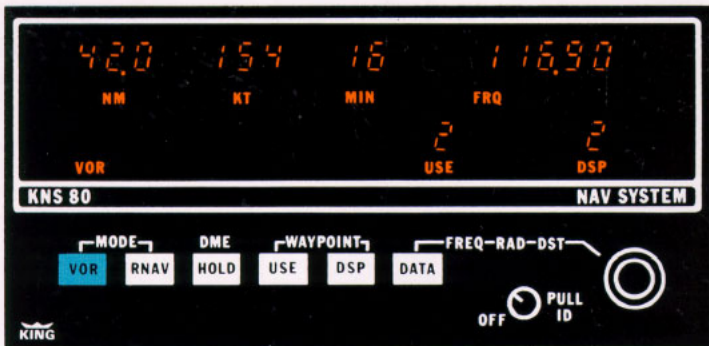 42.0 154 16 116.90
NM KT MIN FRQ
2 2
VOR USE DSP
KNS 80 NAV SYSTEM
MODE DME WAYPOINT FREQ-RAD-DST
VOR RNAV HOLD USE DSP DATA
OFF PULL ID
KING